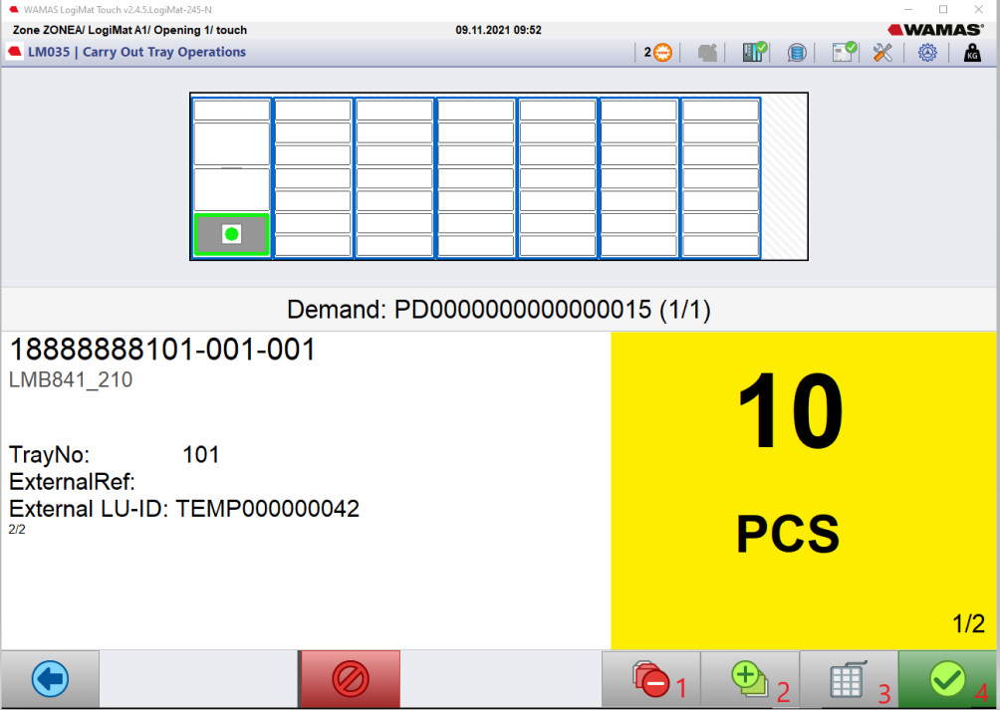 WAMAS LogiMat Touch v2.4.5.LogiMat-245-N
Zone ZONEA/ LogiMat A1/ Opening 1/ touch 09.11.2021 09:52 WAMAS
LM035 | Carry Out Tray Operations 2 KG
Demand: PD0000000000000015 (1/1)
18888888101-001-001
LMB841_210
10
TrayNo: 101
ExternalRef:
External LU-ID: TEMP000000042
2/2
PCS
1/2
1 2 3 4